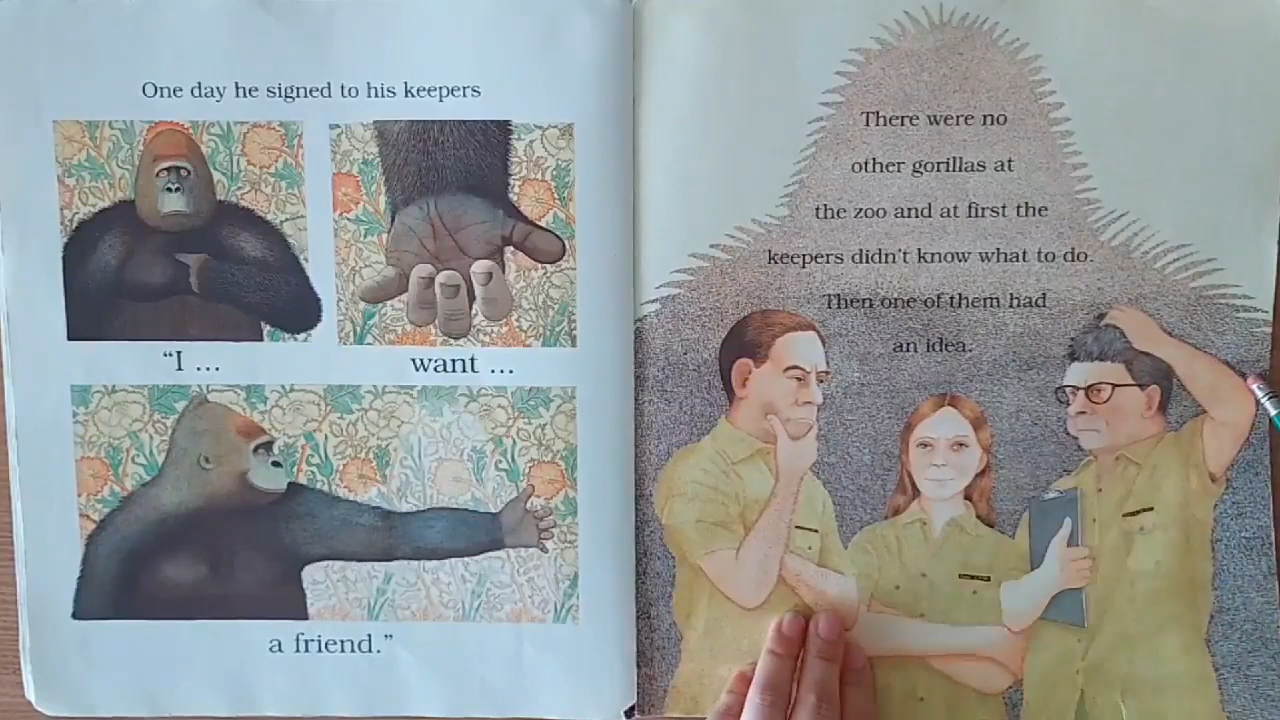 One day he signed to his keepers
“I ...
want ...
a friend.”
There were no
other gorillas at
the zoo and at first the
keepers didn't know what to do.
Then one of them had
an idea.